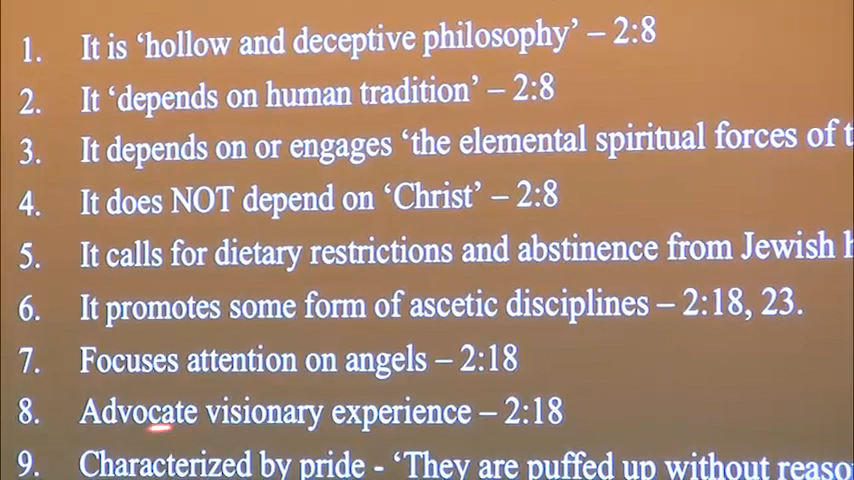 1. It is ‘hollow and deceptive philosophy’ – 2:8
2. It ‘depends on human tradition’ – 2:8
3. It depends on or engages ‘the elemental spiritual forces of
4. It does NOT depend on ‘Christ’ – 2:8
5. It calls for dietary restrictions and abstinence from Jewish
6. It promotes some form of ascetic disciplines – 2:18, 23.
7. Focuses attention on angels – 2:18
8. Advocate visionary experience – 2:18
9. Characterized by pride - ‘They are puffed up without